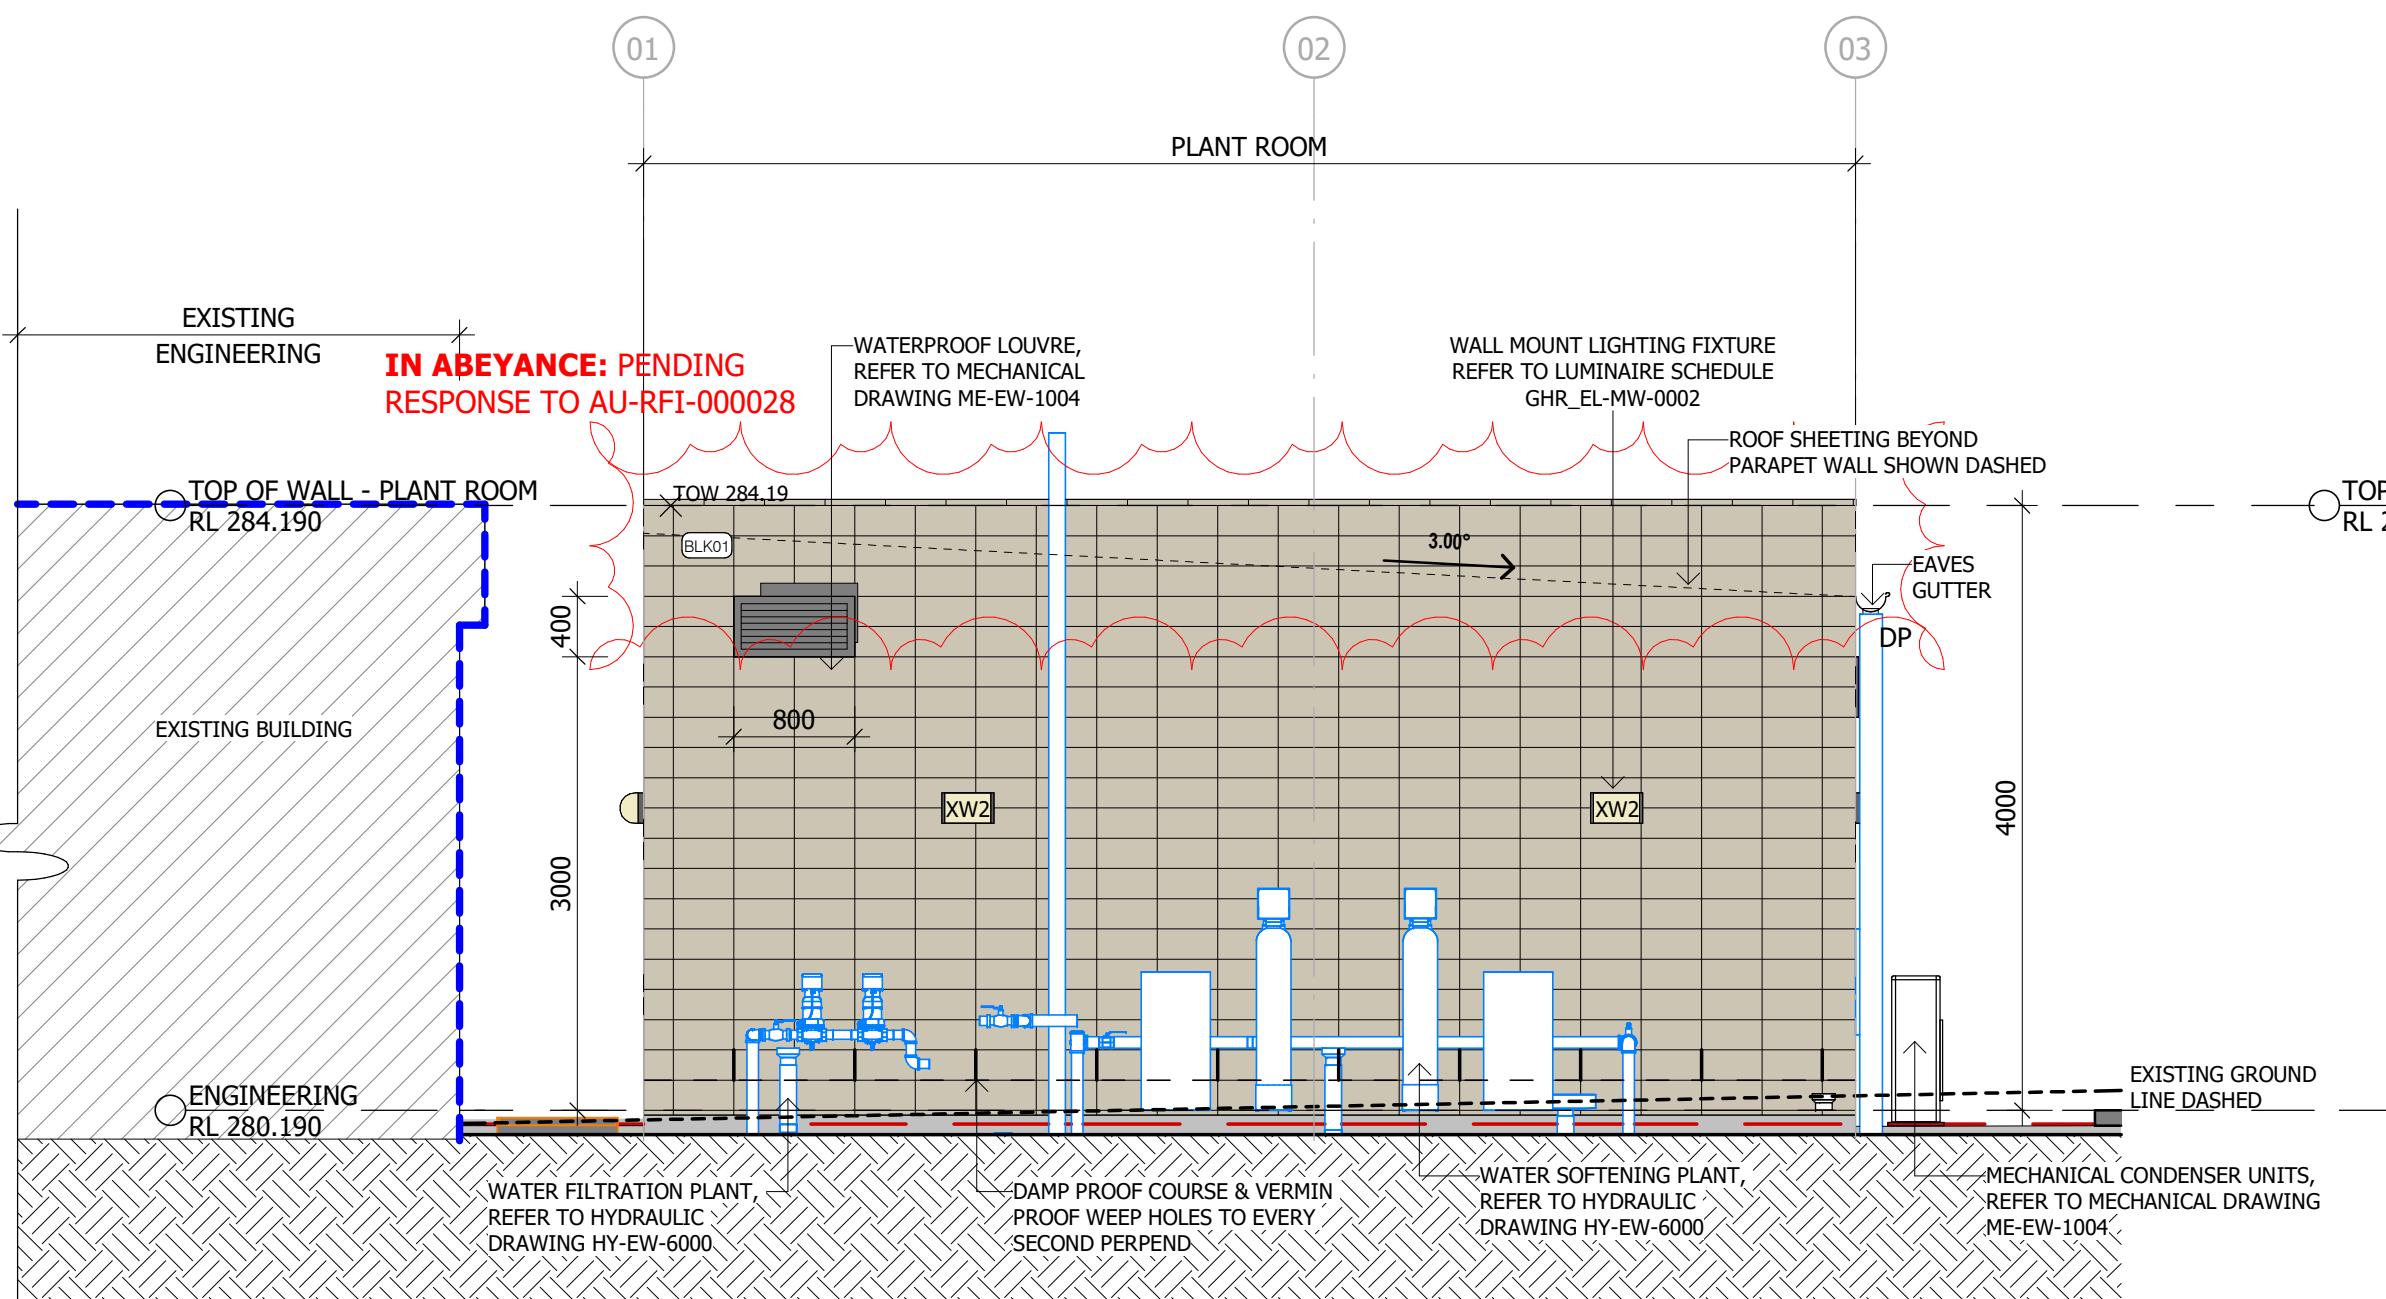 01
02
03
PLANT ROOM
EXISTING
ENGINEERING
IN ABEYANCE: PENDING
RESPONSE TO AU-RFI-000028
WATERPROOF LOUVRE,
REFER TO MECHANICAL
DRAWING ME-EW-1004
WALL MOUNT LIGHTING FIXTURE
REFER TO LUMINAIRE SCHEDULE
GHR_EL-MW-0002
ROOF SHEETING BEYOND
PARAPET WALL SHOWN DASHED
TOP OF WALL - PLANT ROOM
RL 284.190
TOW 284.19
TOP
RL 2
BLK01
3.00°
EAVES
GUTTER
DP
400
800
EXISTING BUILDING
XW2
XW2
3000
4000
ENGINEERING
RL 280.190
EXISTING GROUND
LINE DASHED
WATER FILTRATION PLANT,
REFER TO HYDRAULIC
DRAWING HY-EW-6000
DAMP PROOF COURSE & VERMIN
PROOF WEEP HOLES TO EVERY
SECOND PERPEND
WATER SOFTENING PLANT,
REFER TO HYDRAULIC
DRAWING HY-EW-6000
MECHANICAL CONDENSER UNITS,
REFER TO MECHANICAL DRAWING
ME-EW-1004